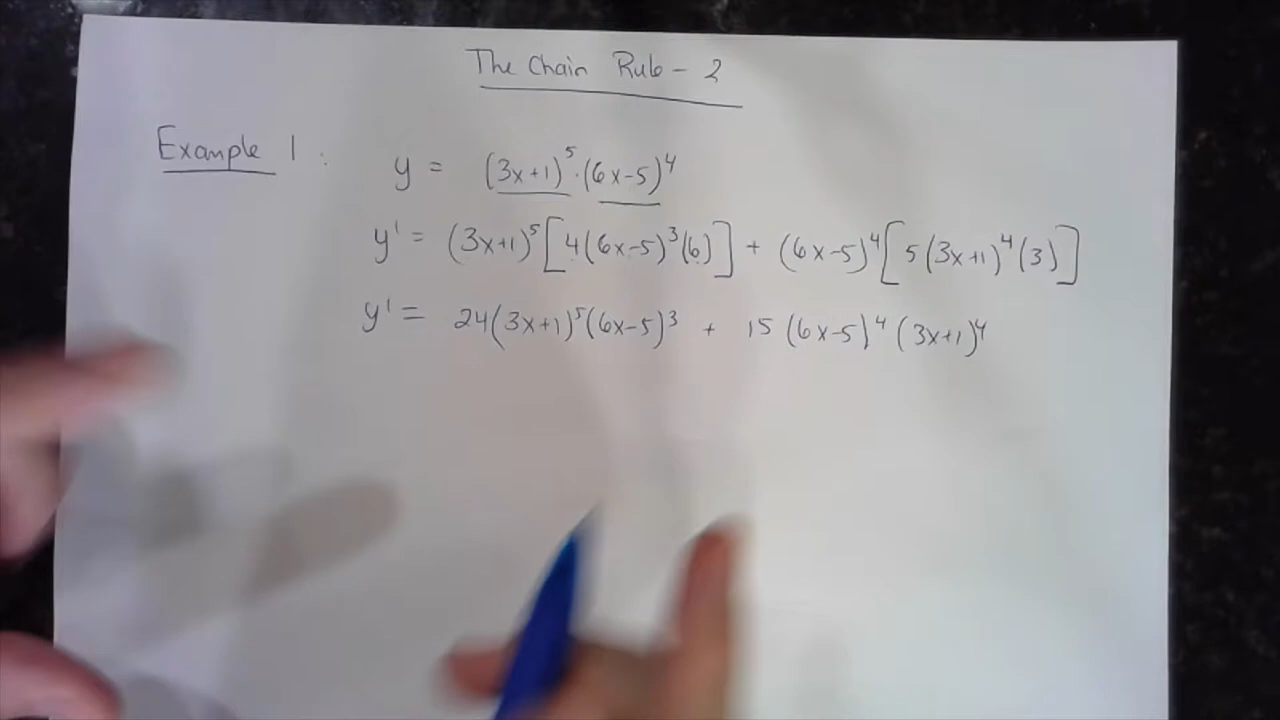 The Chain Rule - 2
Example 1: y = (3x+1)⁵·(6x-5)⁴
y' = (3x+1)⁵[4(6x-5)³(6)] + (6x-5)⁴[5(3x+1)⁴(3)]
y' = 24(3x+1)⁵(6x-5)³ + 15(6x-5)⁴(3x+1)⁴